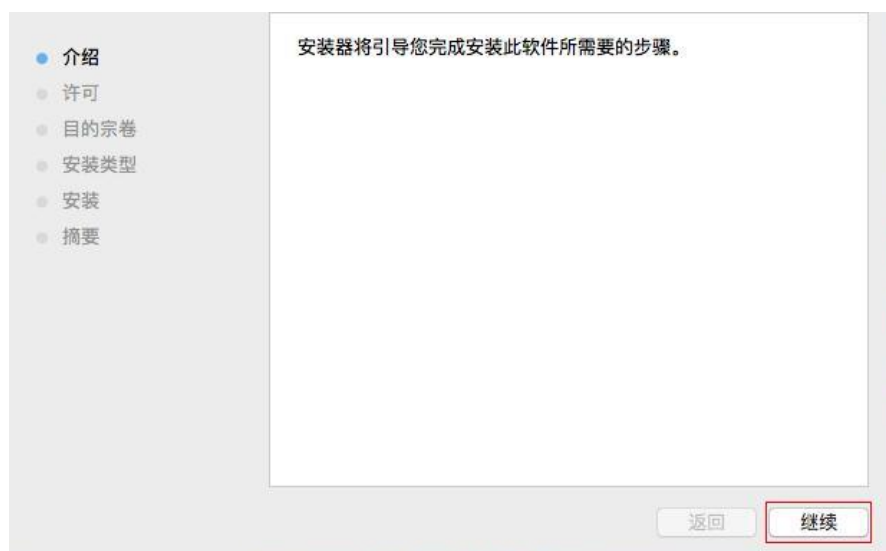 介绍
许可
目的宗卷
安装类型
安装
摘要
安装器将引导您完成安装此软件所需要的步骤。
返回
继续